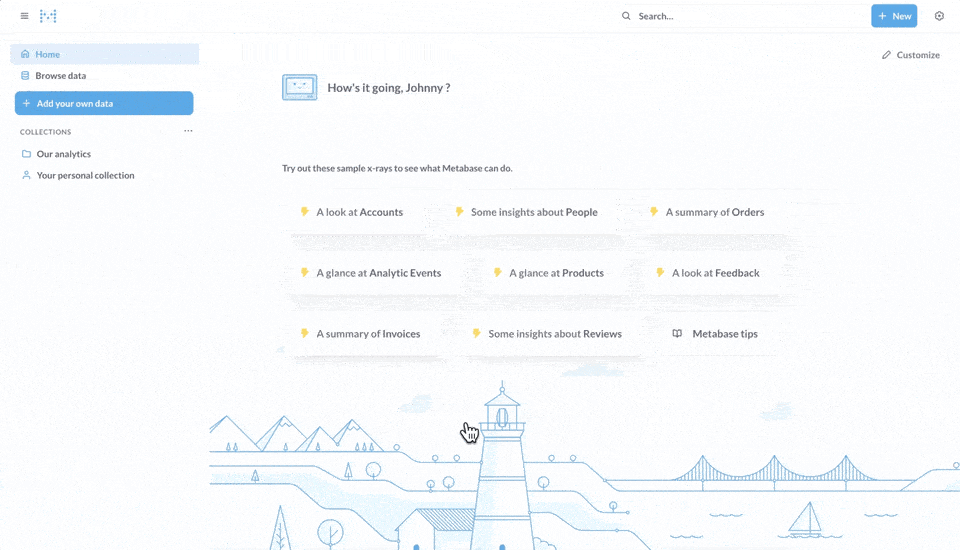 Search...
+ New
Home
Customize
Browse data
How's it going, Johnny ?
+ Add your own data
COLLECTIONS
Our analytics
Your personal collection
Try out these sample x-rays to see what Metabase can do.
A look at Accounts
Some insights about People
A summary of Orders
A glance at Analytic Events
A glance at Products
A look at Feedback
A summary of Invoices
Some insights about Reviews
Metabase tips